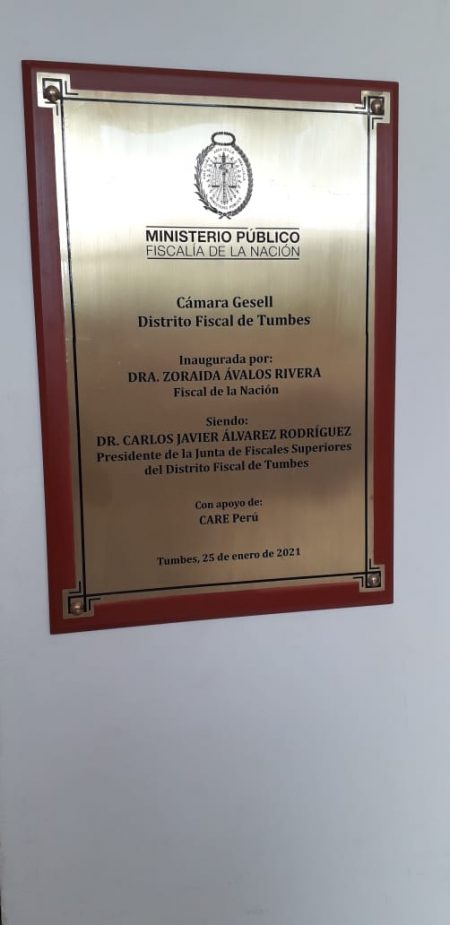 MINISTERIO PÚBLICO
FISCALÍA DE LA NACIÓN
Cámara Gesell
Distrito Fiscal de Tumbes
Inaugurada por:
DRA. ZORAIDA ÁVALOS RIVERA
Fiscal de la Nación
Siendo:
DR. CARLOS JAVIER ÁLVAREZ RODRÍGUEZ
Presidente de la Junta de Fiscales Superiores
del Distrito Fiscal de Tumbes
Con apoyo de:
CARE Perú
Tumbes, 25 de enero de 2021